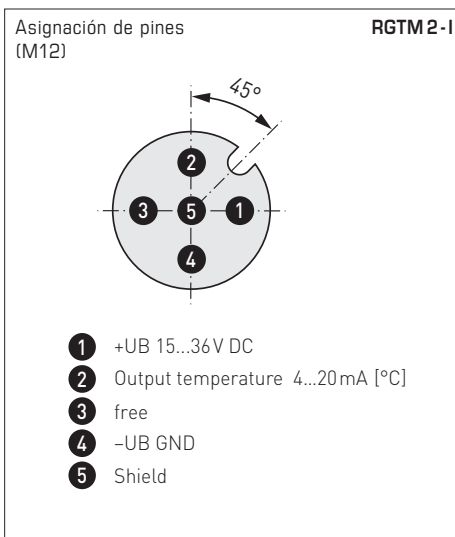 Asignación de pines RGTM 2 - I
(M12)
45°
2
3 5 1
4
1 +UB 15...36 V DC
2 Output temperature 4...20 mA [°C]
3 free
4 –UB GND
5 Shield